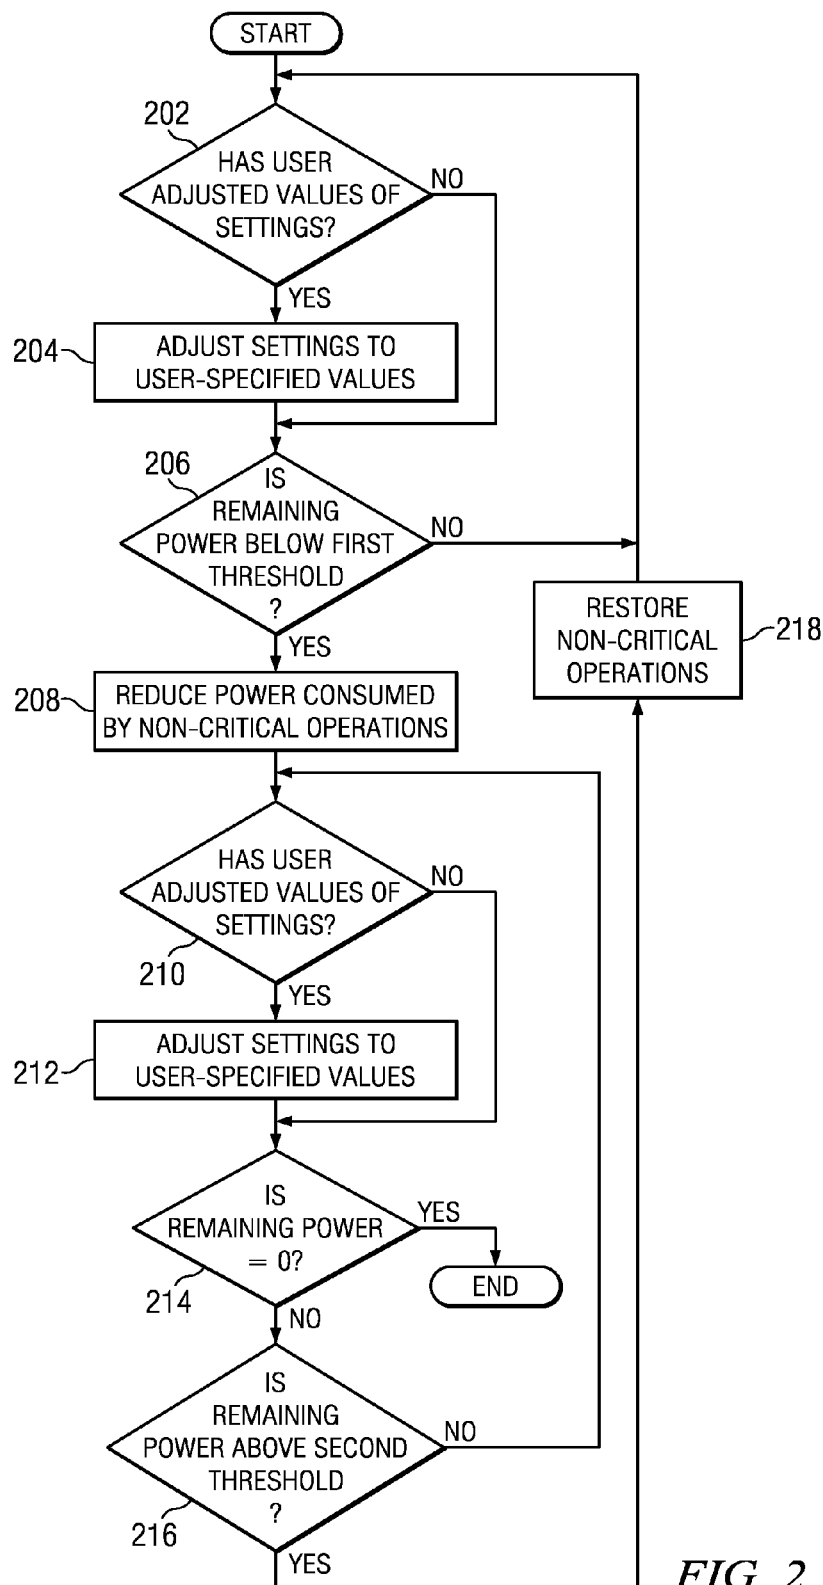 START
202
HAS USER
ADJUSTED VALUES OF
SETTINGS?
NO
YES
204
ADJUST SETTINGS TO
USER-SPECIFIED VALUES
206
IS
REMAINING
POWER BELOW FIRST
THRESHOLD
?
NO
YES
RESTORE
NON-CRITICAL
OPERATIONS
218
208
REDUCE POWER CONSUMED
BY NON-CRITICAL OPERATIONS
HAS USER
ADJUSTED VALUES OF
SETTINGS?
NO
210
YES
212
ADJUST SETTINGS TO
USER-SPECIFIED VALUES
IS
REMAINING POWER
= 0?
YES
END
214
NO
IS
REMAINING
POWER ABOVE SECOND
THRESHOLD
?
NO
216
YES
FIG. 2